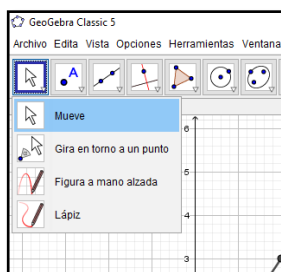 GeoGebra Classic 5
Archivo Edita Vista Opciones Herramientas Ventana
A
Mueve
Gira en torno a un punto
Figura a mano alzada
Lápiz
6
5
4
3